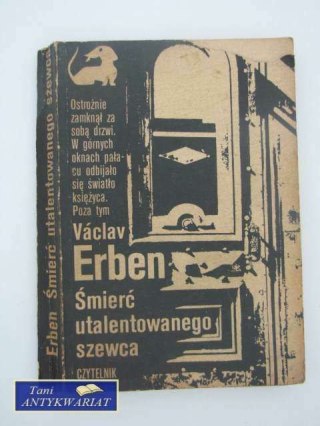 Ostrożnie
zamknął za
sobą drzwi.
W górnych
oknach pała-
cu odbijało
się światło
księżyca.
Poza tym
Václav
Erben
Śmierć
utalentowanego
szewca
CZYTELNIK
Erben Śmierć utalentowanego szewca
Tani
ANTYKWARIAT